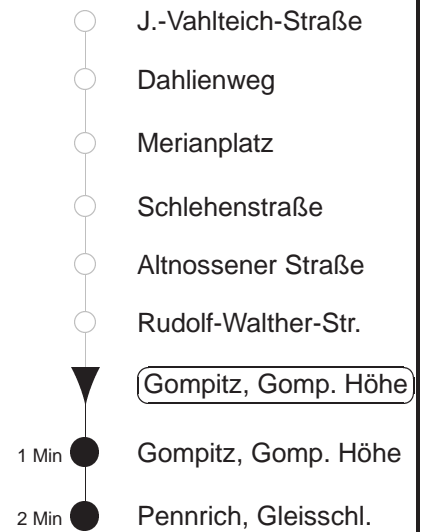 J.-Vahlteich-Straße
Dahlienweg
Merianplatz
Schlehenstraße
Altnossener Straße
Rudolf-Walther-Str.
Gompitz, Gomp. Höhe
1 Min Gompitz, Gomp. Höhe
2 Min Pennrich, Gleisschl.